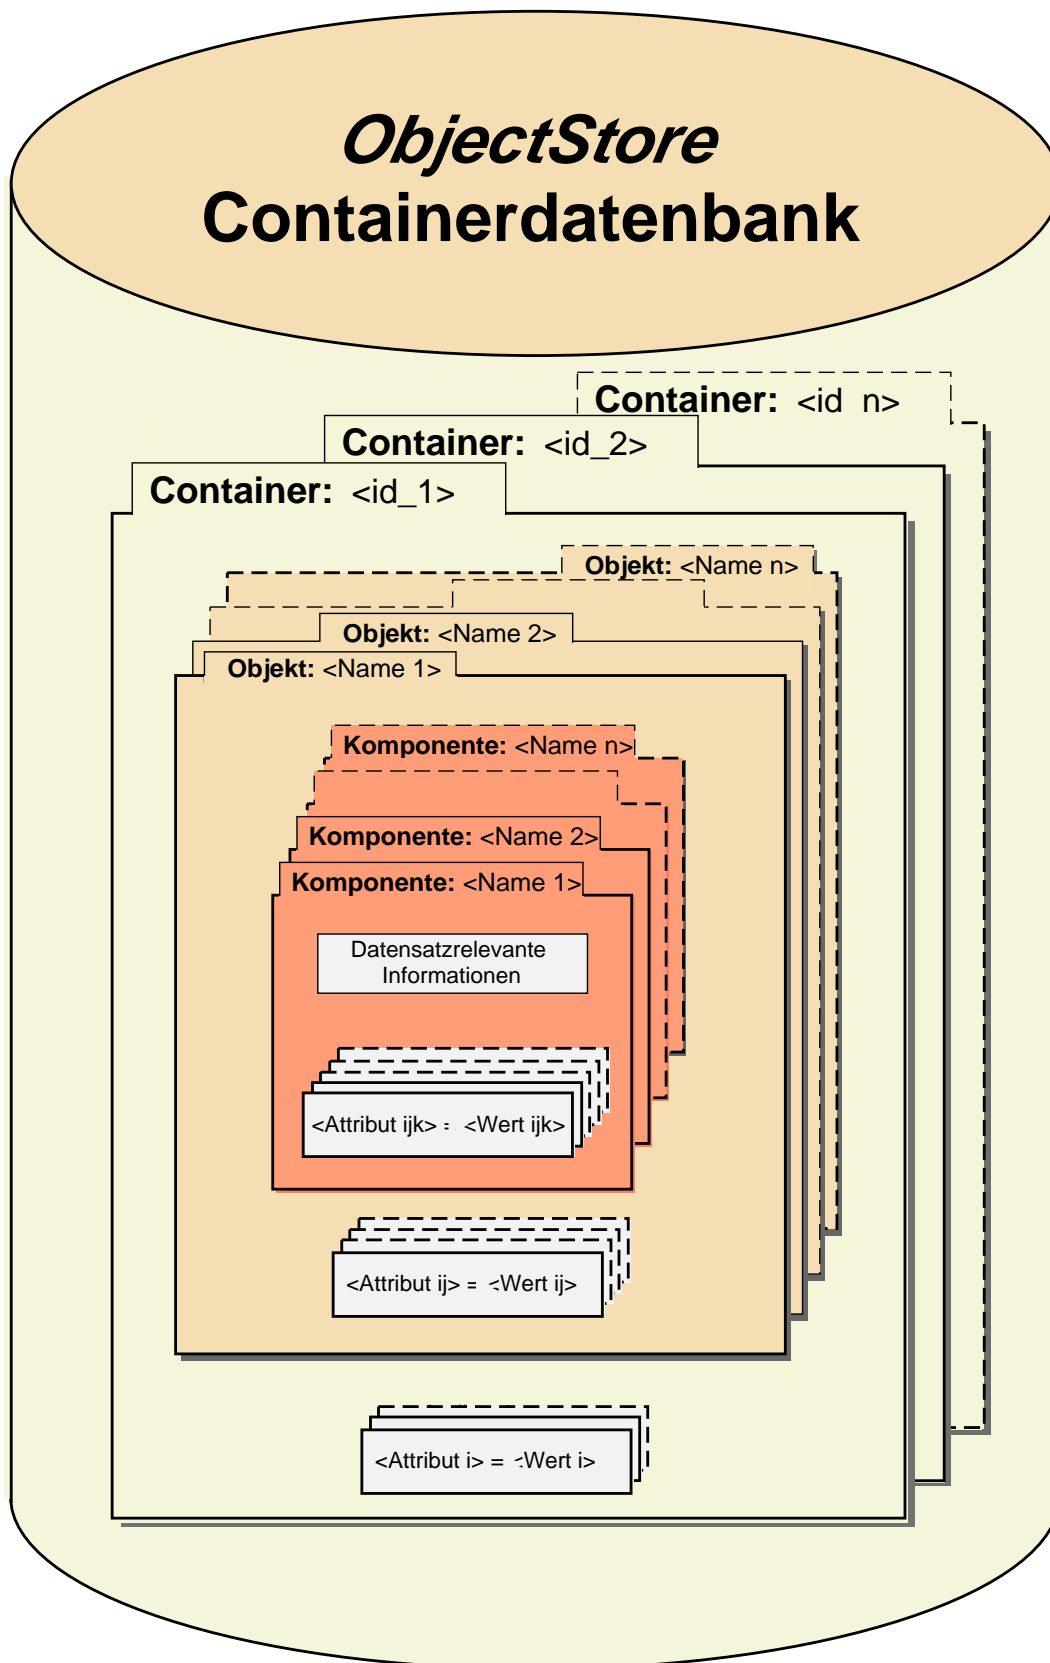 ObjectStore
Containerdatenbank
Container: <id n>
Container: <id_2>
Container: <id_1>
Objekt: <Name n>
Objekt: <Name 2>
Objekt: <Name 1>
Komponente: <Name n>
Komponente: <Name 2>
Komponente: <Name 1>
Datensatzrelevante
Informationen
<Attribut ijk> = <Wert ijk>
<Attribut ij> = <Wert ij>
<Attribut i> = <Wert i>